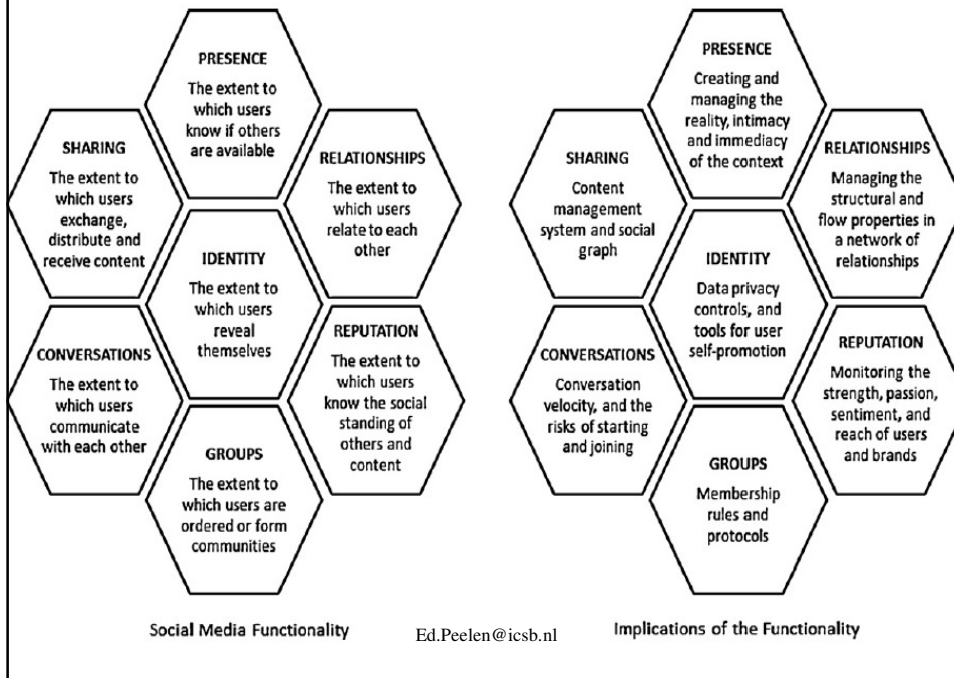 PRESENCE
The extent to
which users
know if others
are available
SHARING
The extent to
which users
exchange,
distribute and
receive content
RELATIONSHIPS
The extent to
which users
relate to each
other
IDENTITY
The extent to
which users
reveal
themselves
CONVERSATIONS
The extent to
which users
communicate
with each other
REPUTATION
The extent to
which users
know the social
standing of
others and
content
GROUPS
The extent to
which users are
ordered or form
communities
Social Media Functionality
PRESENCE
Creating and
managing the
reality, intimacy
and immediacy
of the context
SHARING
Content
management
system and social
graph
RELATIONSHIPS
Managing the
structural and
flow properties in
a network of
relationships
IDENTITY
Data privacy
controls, and
tools for user
self-promotion
CONVERSATIONS
Conversation
velocity, and the
risks of starting
and joining
REPUTATION
Monitoring the
strength, passion,
sentiment, and
reach of users
and brands
GROUPS
Membership
rules and
protocols
Implications of the Functionality
Ed.Peelen@icsb.nl